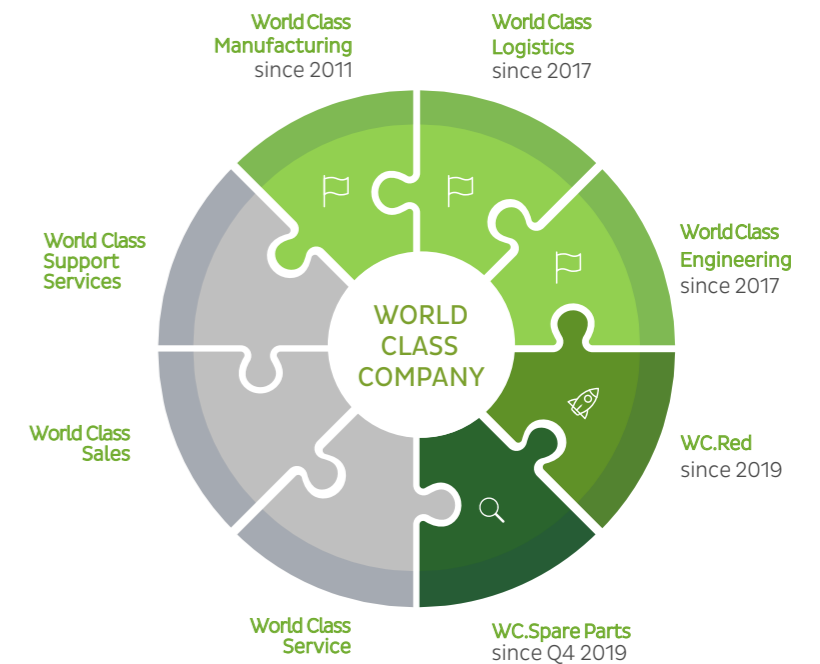 World Class
Manufacturing
since 2011
World Class
Logistics
since 2017
World Class
Engineering
since 2017
WC.Red
since 2019
WC.Spare Parts
since Q4 2019
World Class
Service
World Class
Sales
World Class
Support
Services
WORLD
CLASS
COMPANY